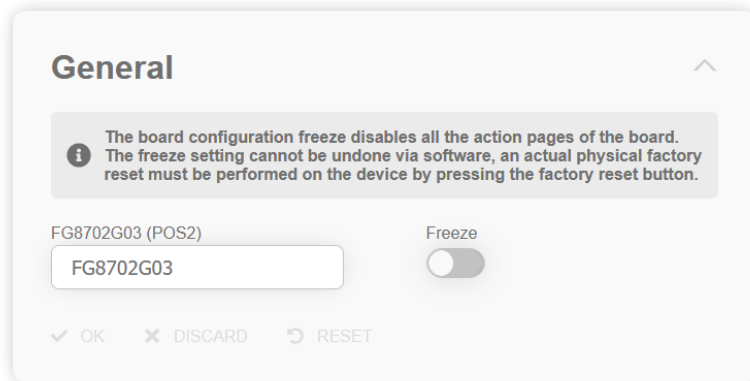 General
The board configuration freeze disables all the action pages of the board.
The freeze setting cannot be undone via software, an actual physical factory
reset must be performed on the device by pressing the factory reset button.
FG8702G03 (POS2)
Freeze
FG8702G03
OK DISCARD RESET